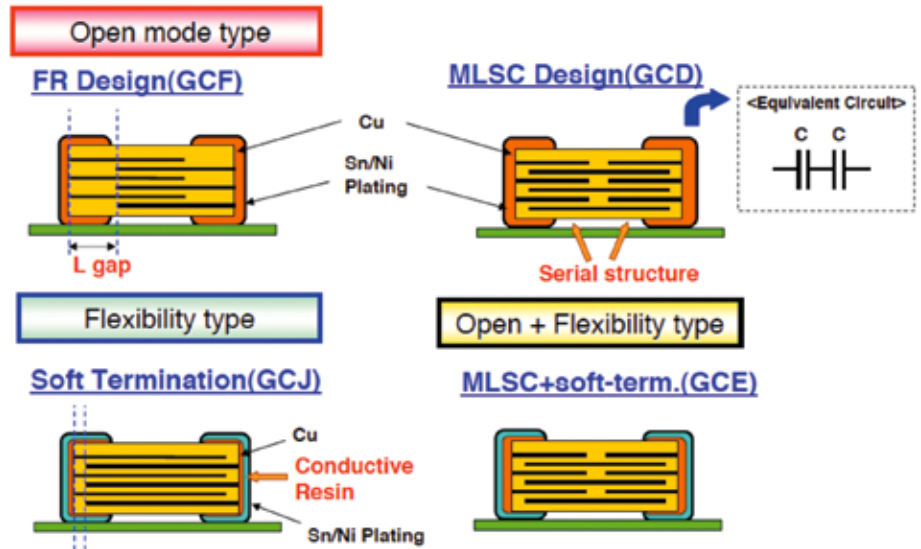 Open mode type
FR Design(GCF)
MLSC Design(GCD)
<Equivalent Circuit>
C C
Cu
Sn/Ni
Plating
L gap
Serial structure
Flexibility type
Open + Flexibility type
Soft Termination(GCJ)
MLSC+soft-term.(GCE)
Cu
Conductive
Resin
Sn/Ni Plating